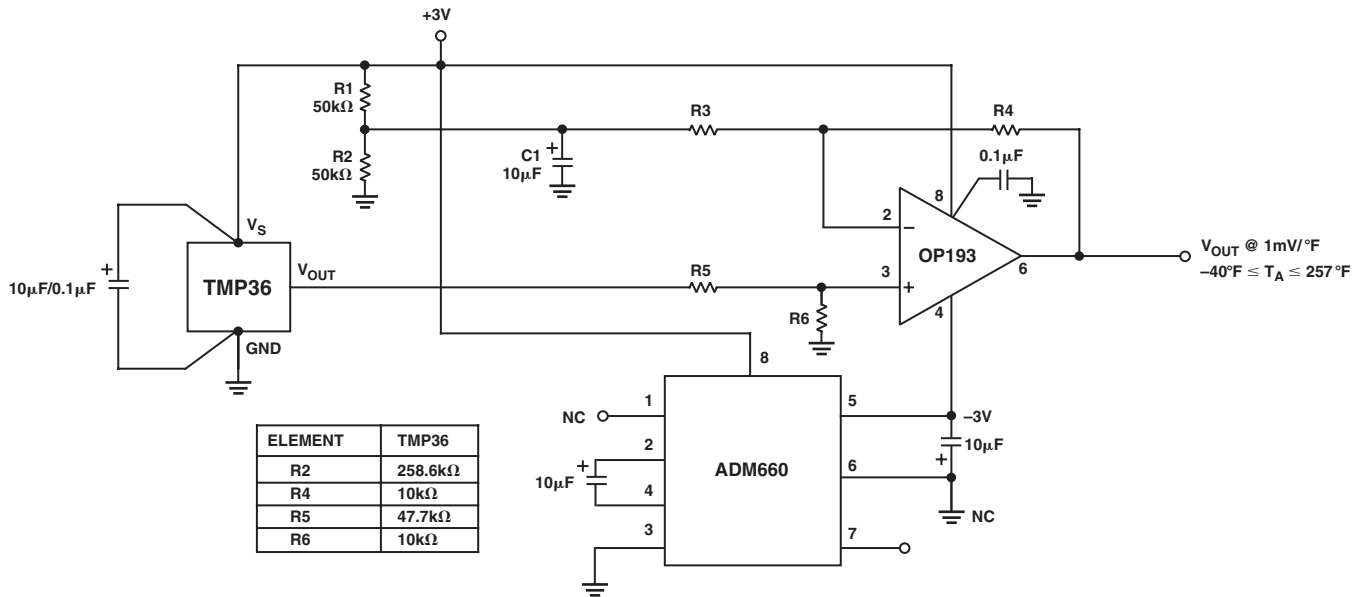 +3V
R1
50kΩ
R2
50kΩ
C1
10µF
+
R3
R4
0.1µF
VS
TMP36
VOUT
GND
+
10µF/0.1µF
R5
R6
2
−
3
+
8
OP193
6
4
VOUT @ 1mV/°F
–40°F ≤ TA ≤ 257°F
8
NC
1
2
4
3
+
10µF
ADM660
5
6
7
–3V
10µF
+
NC
ELEMENT TMP36
R2 258.6kΩ
R4 10kΩ
R5 47.7kΩ
R6 10kΩ